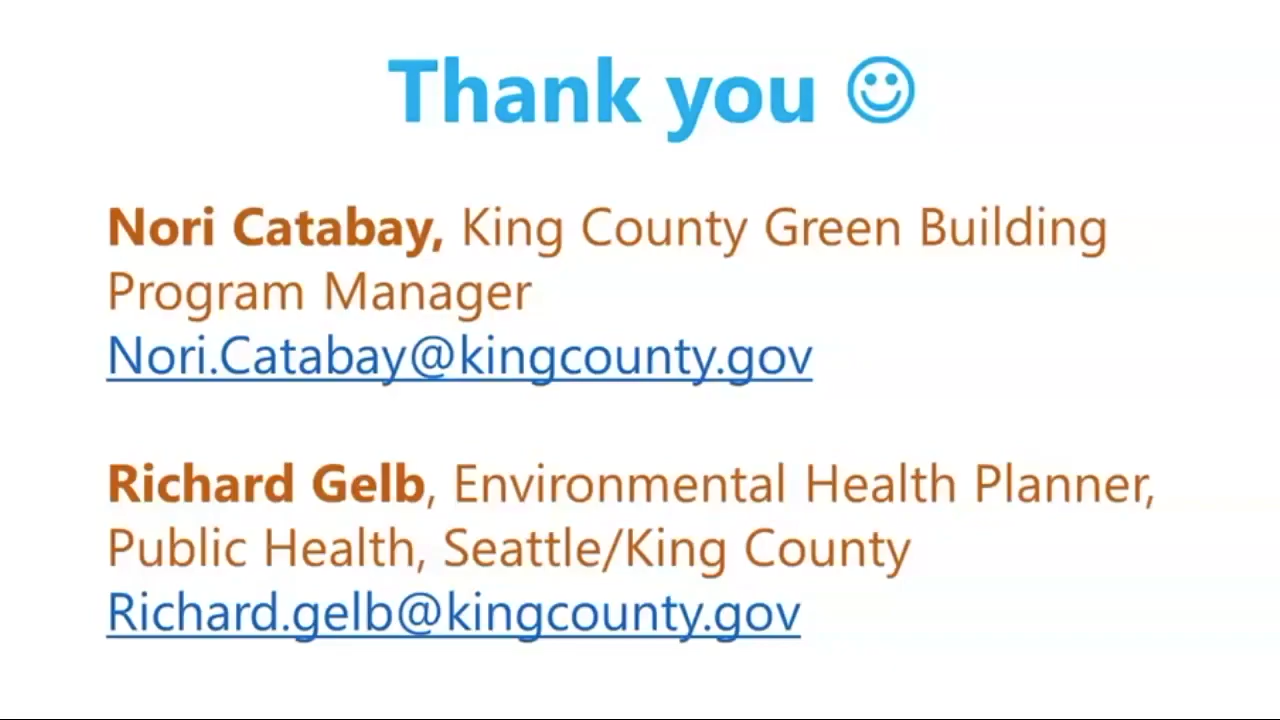 Thank you ☺
Nori Catabay, King County Green Building
Program Manager
Nori.Catabay@kingcounty.gov
Richard Gelb, Environmental Health Planner,
Public Health, Seattle/King County
Richard.gelb@kingcounty.gov